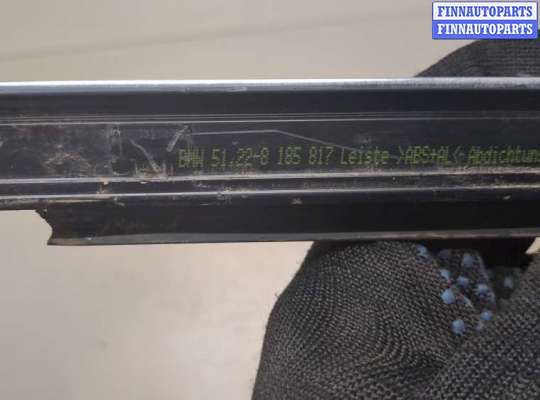 FINNAUTOPARTS
FINNAUTOPARTS
BMW 51.22-8 185 817 Leiste >ABS+AL<-Abdichtung